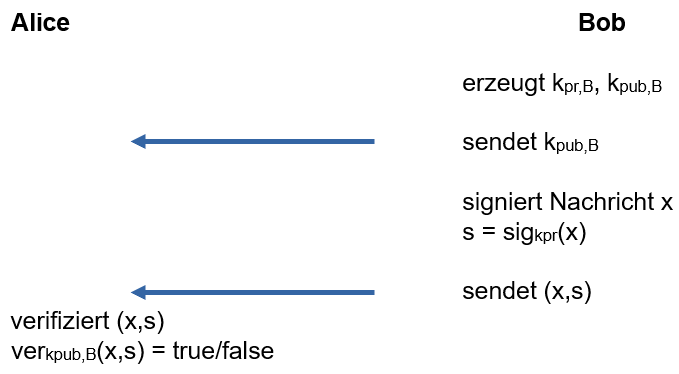 Alice
Bob
erzeugt kpr,B, kpub,B
sendet kpub,B
signiert Nachricht x
s = sigkpr(x)
sendet (x,s)
verifiziert (x,s)
verkpub,B(x,s) = true/false